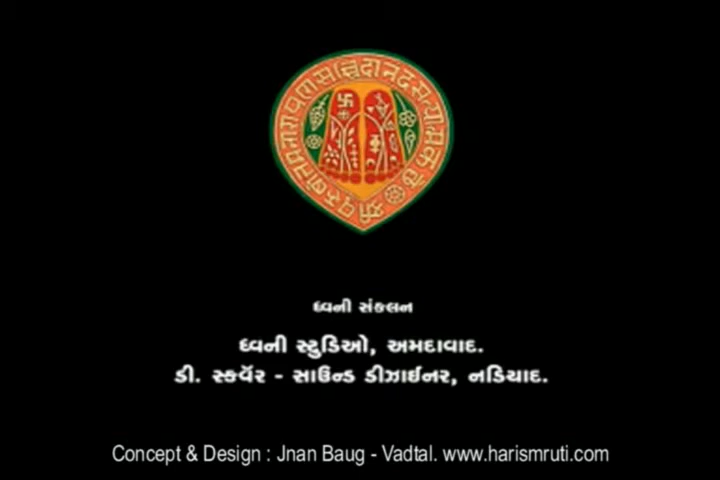 ધ્વની સંકલન
ધ્વની સ્ટુડિઓ, અમદાવાદ.
ડી. સ્કવૅર - સાઉન્ડ ડીઝાઈનર, નડિયાદ.
Concept & Design : Jnan Baug - Vadtal. www.harismruti.com